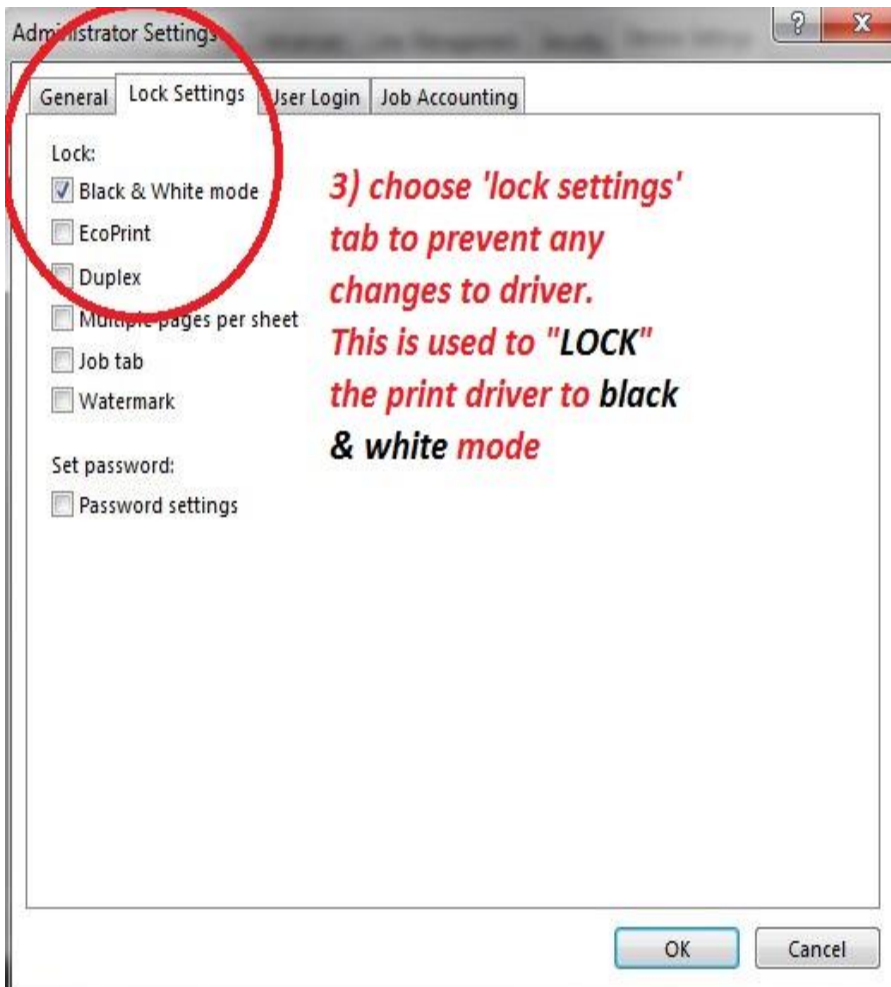 Administrator Settings
General Lock Settings User Login Job Accounting
Lock:
Black & White mode
EcoPrint
Duplex
Multiple pages per sheet
Job tab
Watermark
Set password:
Password settings
3) choose 'lock settings'
tab to prevent any
changes to driver.
This is used to "LOCK"
the print driver to black
& white mode
OK Cancel